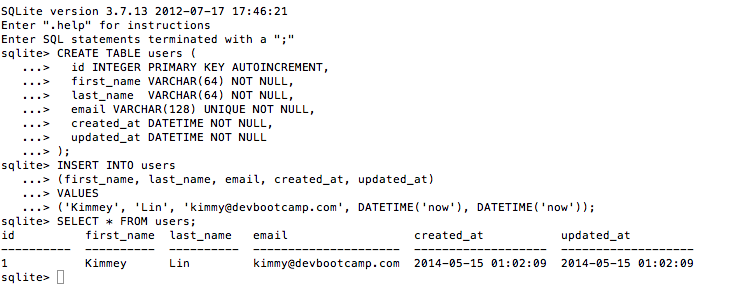 SQLite version 3.7.13 2012-07-17 17:46:21
Enter ".help" for instructions
Enter SQL statements terminated with a ";"
sqlite> CREATE TABLE users (
   ...>   id INTEGER PRIMARY KEY AUTOINCREMENT,
   ...>   first_name VARCHAR(64) NOT NULL,
   ...>   last_name  VARCHAR(64) NOT NULL,
   ...>   email VARCHAR(128) UNIQUE NOT NULL,
   ...>   created_at DATETIME NOT NULL,
   ...>   updated_at DATETIME NOT NULL
   ...> );
sqlite> INSERT INTO users
   ...> (first_name, last_name, email, created_at, updated_at)
   ...> VALUES
   ...> ('Kimmey', 'Lin', 'kimmy@devbootcamp.com', DATETIME('now'), DATETIME('now'));
sqlite> SELECT * FROM users;
id          first_name  last_name   email                  created_at           updated_at
----------  ----------  ----------  ---------------------  -------------------  -------------------
1           Kimmey      Lin         kimmy@devbootcamp.com  2014-05-15 01:02:09  2014-05-15 01:02:09
sqlite>